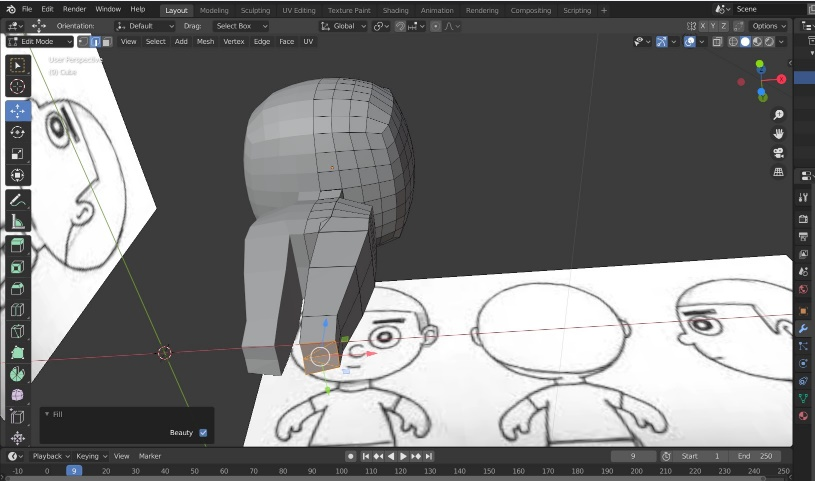 File Edit Render Window Help Layout Modeling Sculpting UV Editing Texture Paint Shading Animation Rendering Compositing Scripting Scene
Orientation: Default Drag: Select Box Global X Y Z Options
Edit Mode View Select Add Mesh Vertex Edge Face UV
User Perspective
(9) Cube
X
Fill
Beauty
Playback Keying View Marker 9 Start 1 End 250
-10 0 9 20 30 40 50 60 70 80 90 100 110 120 130 140 150 160 170 180 190 200 210 220 230 240 250